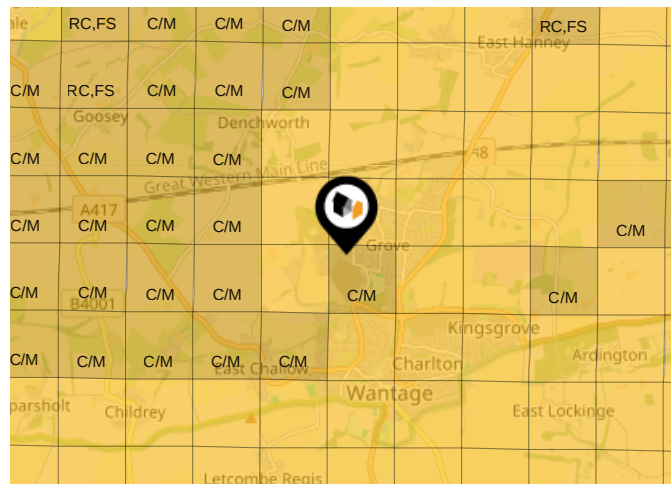 ale RC,FS C/M C/M C/M RC,FS
East Hanney
C/M RC,FS C/M C/M C/M
Goosey Denchworth
C/M C/M C/M C/M
Great Western Main Line
A417
C/M C/M C/M C/M C/M
Grove
C/M C/M C/M C/M C/M C/M
B4001
Kingsgrove
C/M C/M C/M C/M C/M
East Challow Charlton Ardington
Wantage
parsholt Childrey East Lockinge
Letcombe Regis